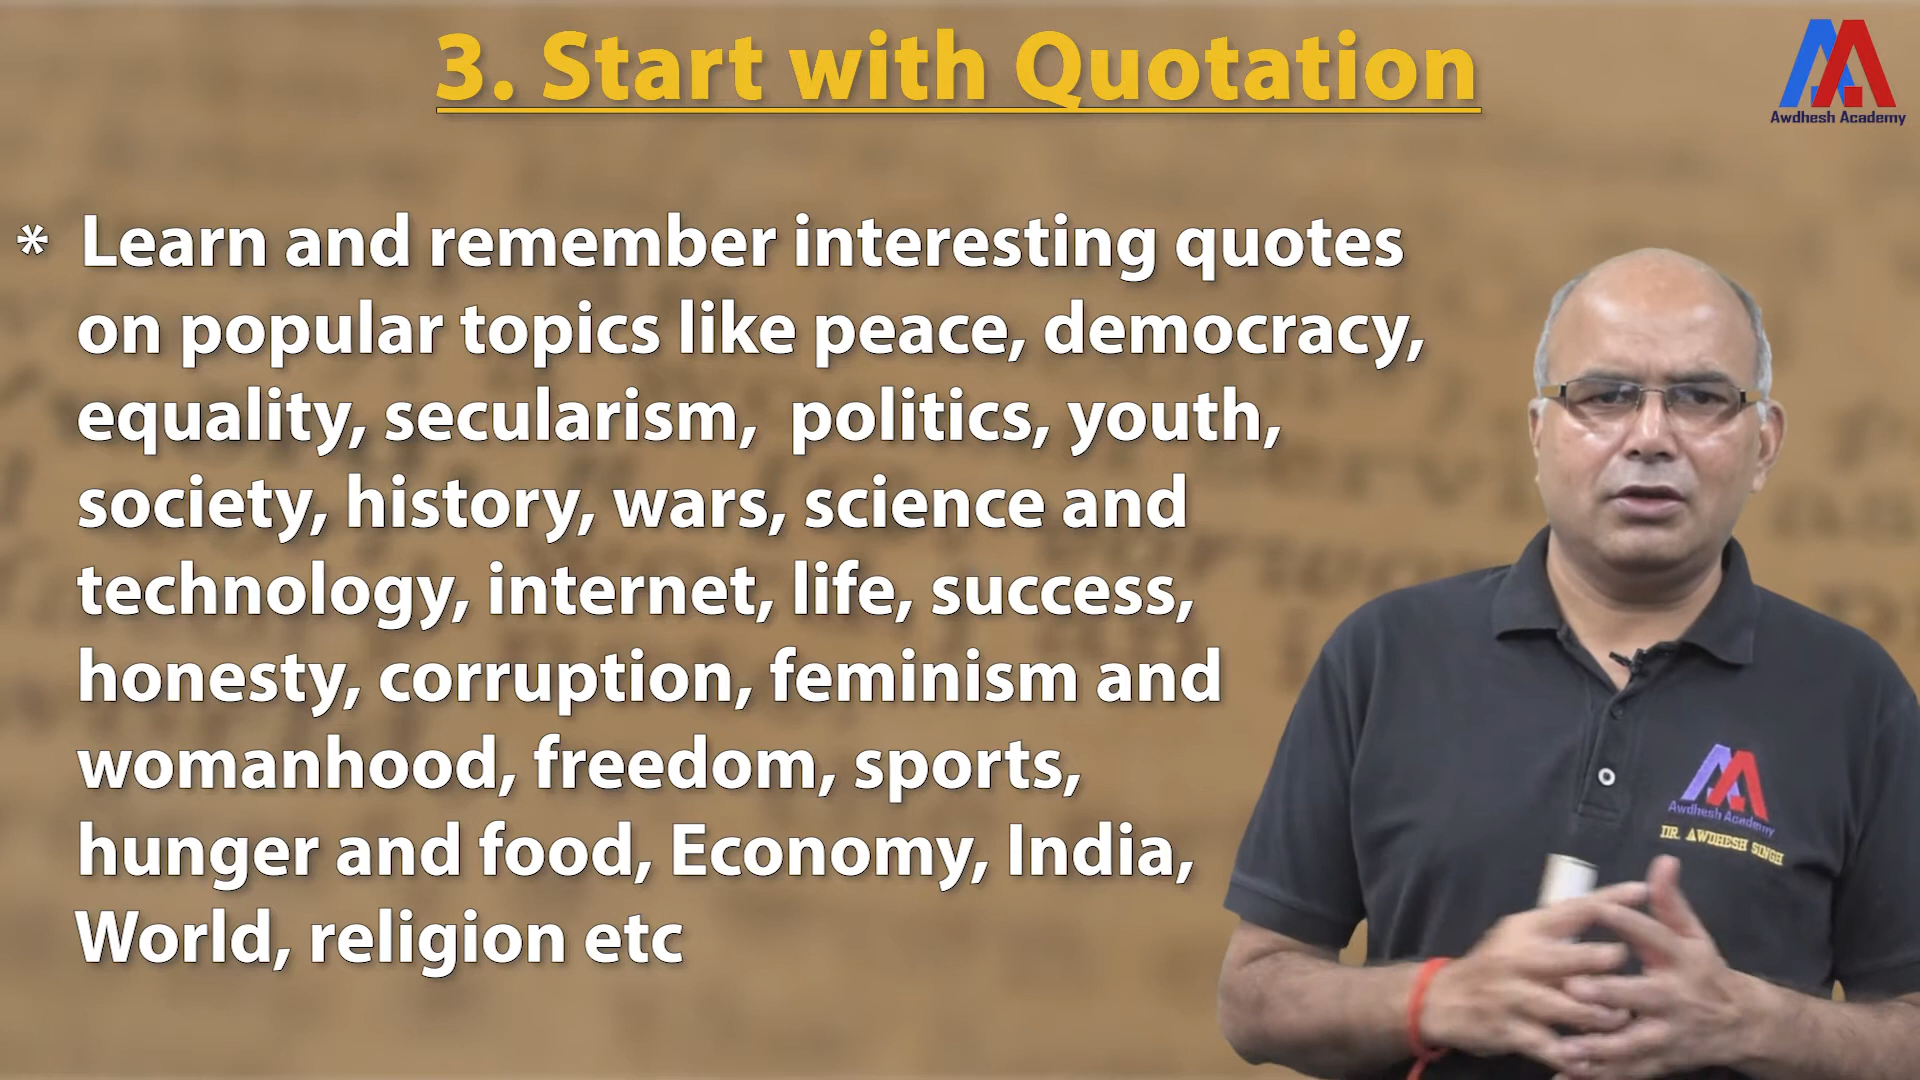 3. Start with Quotation
Awdhesh Academy
* Learn and remember interesting quotes
on popular topics like peace, democracy,
equality, secularism, politics, youth,
society, history, wars, science and
technology, internet, life, success,
honesty, corruption, feminism and
womanhood, freedom, sports,
hunger and food, Economy, India,
World, religion etc
Awdhesh Academy
DR. AWDHESH SINGH